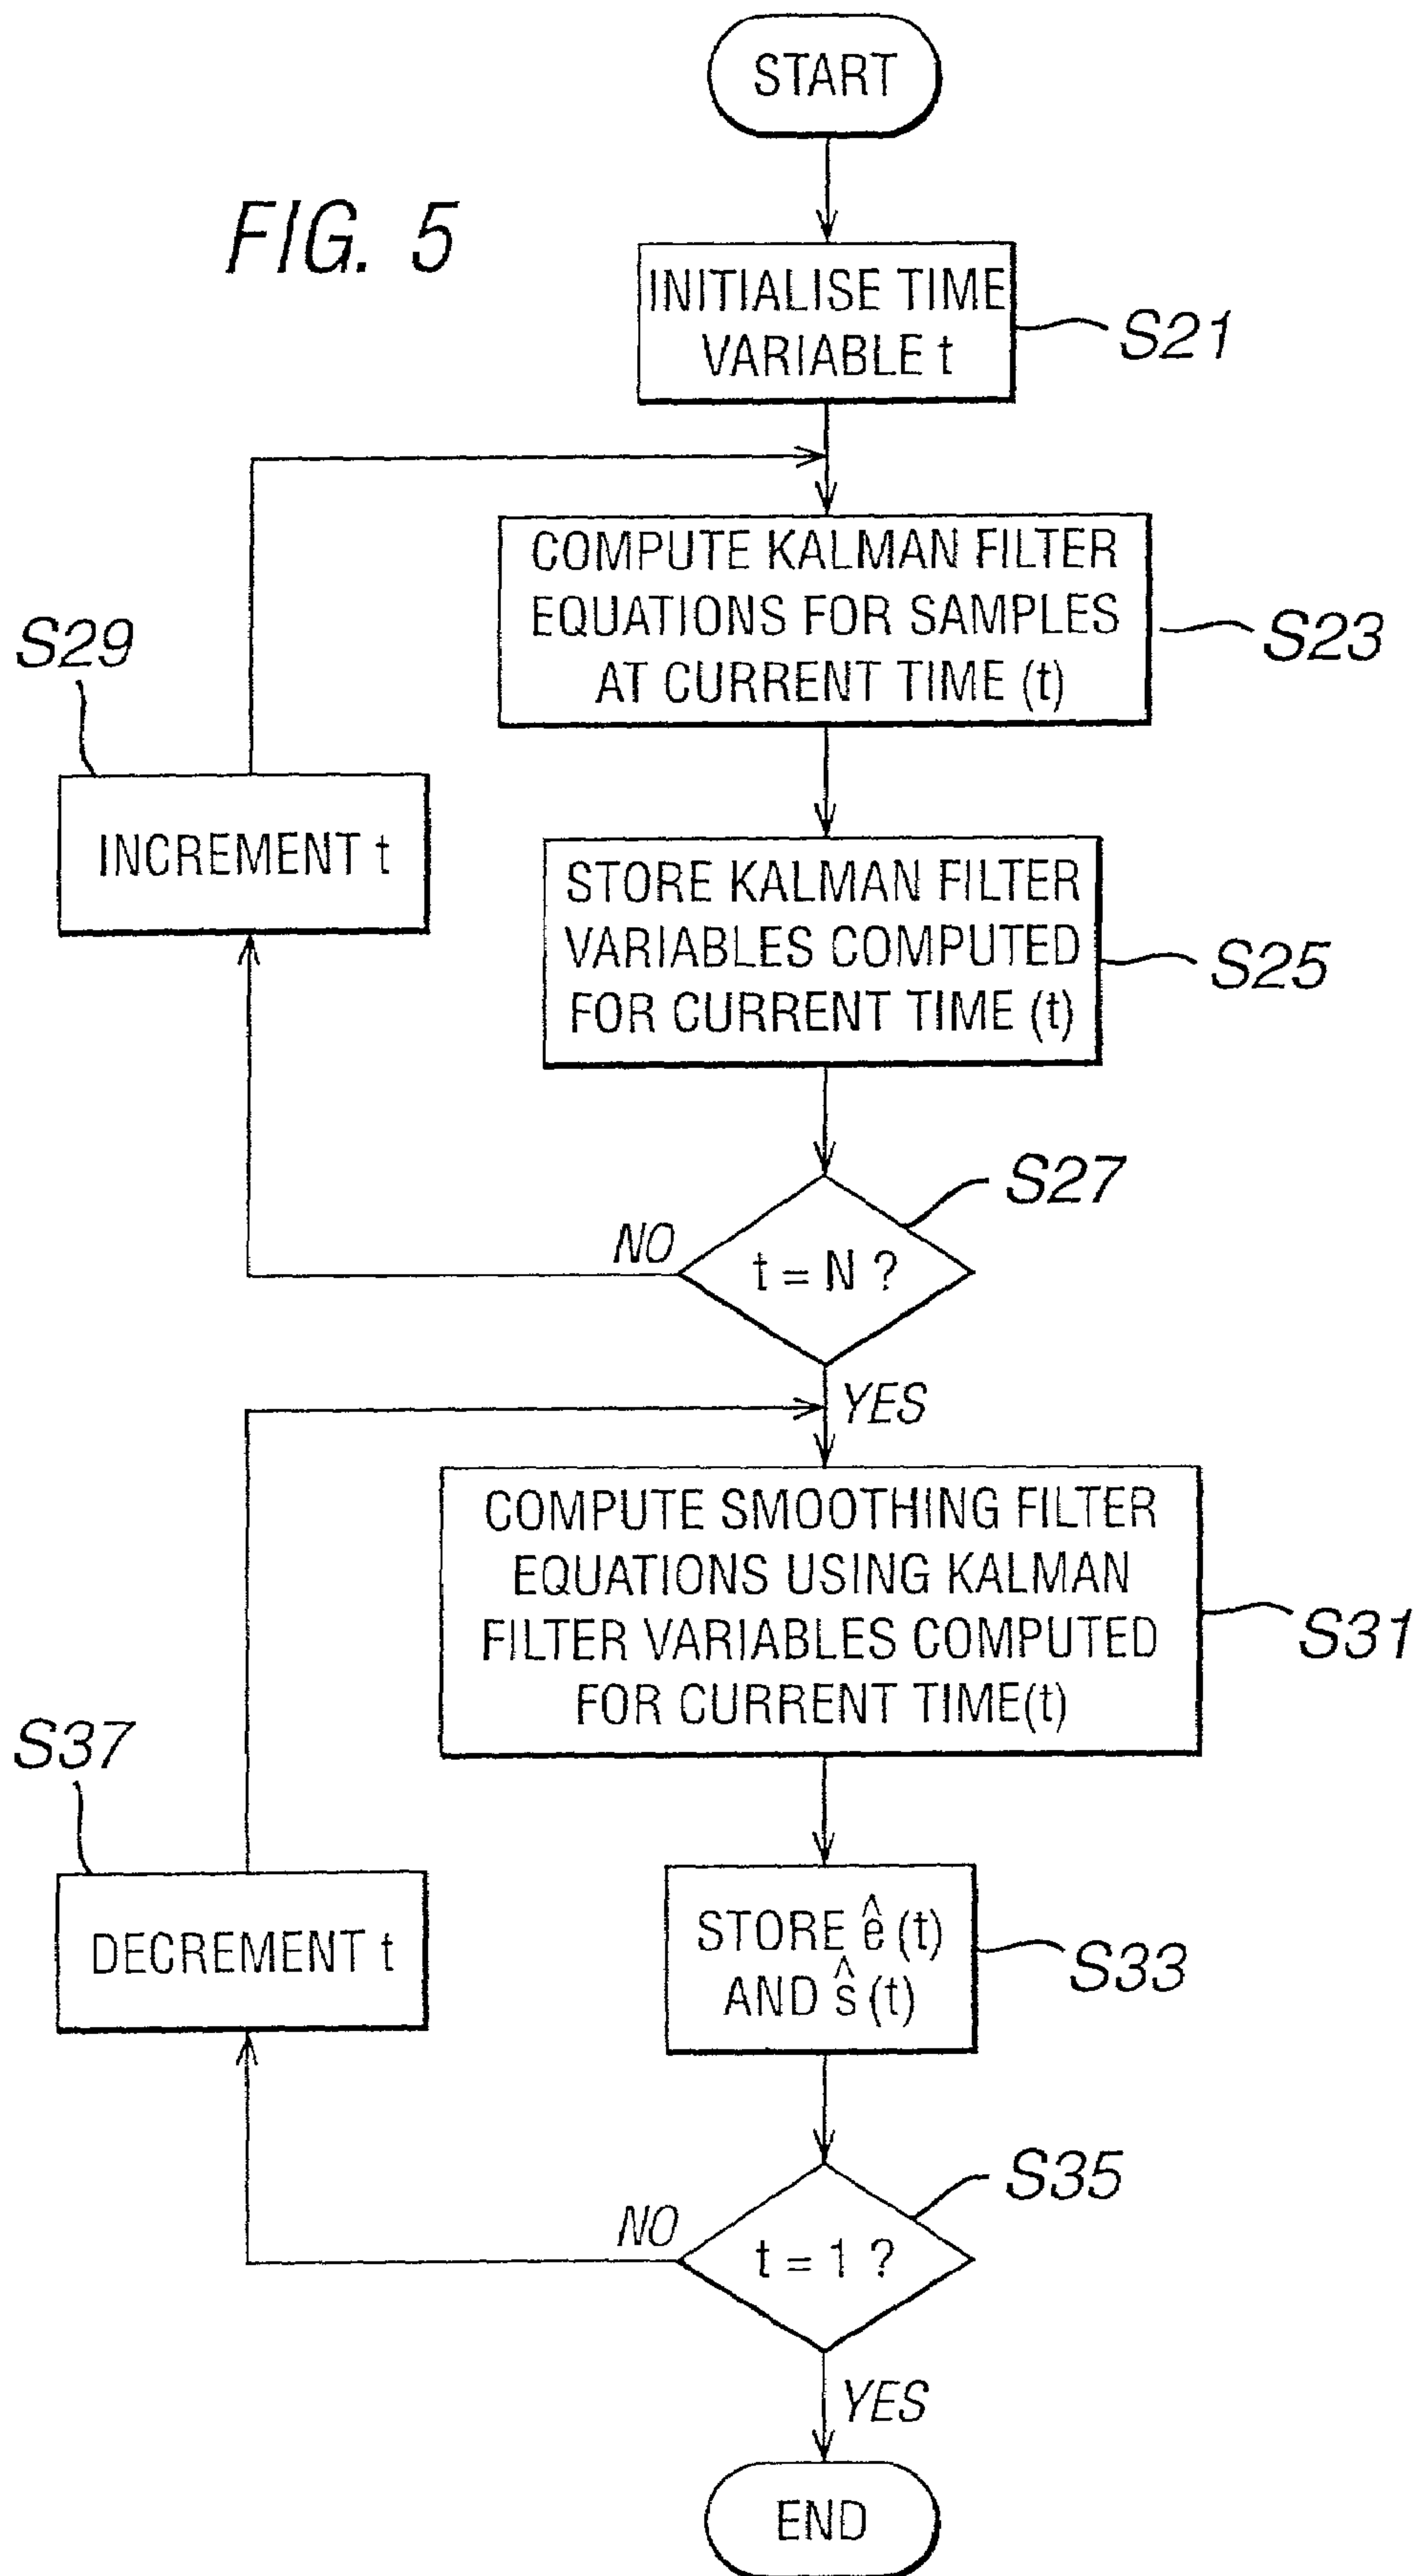 START
FIG. 5
INITIALISE TIME
VARIABLE t
S21
COMPUTE KALMAN FILTER
EQUATIONS FOR SAMPLES
AT CURRENT TIME (t)
S23
S29
INCREMENT t
STORE KALMAN FILTER
VARIABLES COMPUTED
FOR CURRENT TIME (t)
S25
S27
NO
t = N ?
YES
COMPUTE SMOOTHING FILTER
EQUATIONS USING KALMAN
FILTER VARIABLES COMPUTED
FOR CURRENT TIME(t)
S31
S37
DECREMENT t
STORE ê (t)
AND ŝ (t)
S33
S35
NO
t = 1 ?
YES
END